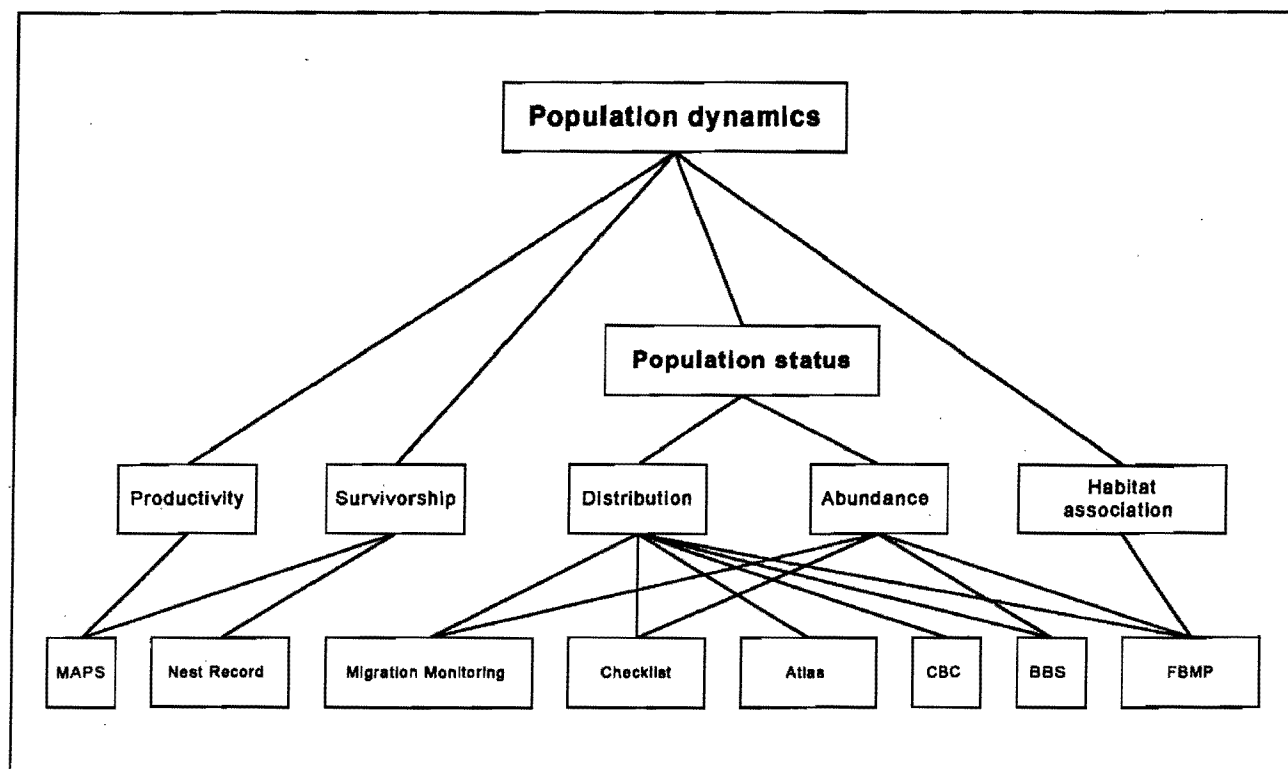 Population dynamics
Population status
Productivity
Survivorship
Distribution
Abundance
Habitat
association
MAPS
Nest Record
Migration Monitoring
Checklist
Atlas
CBC
BBS
FBMP